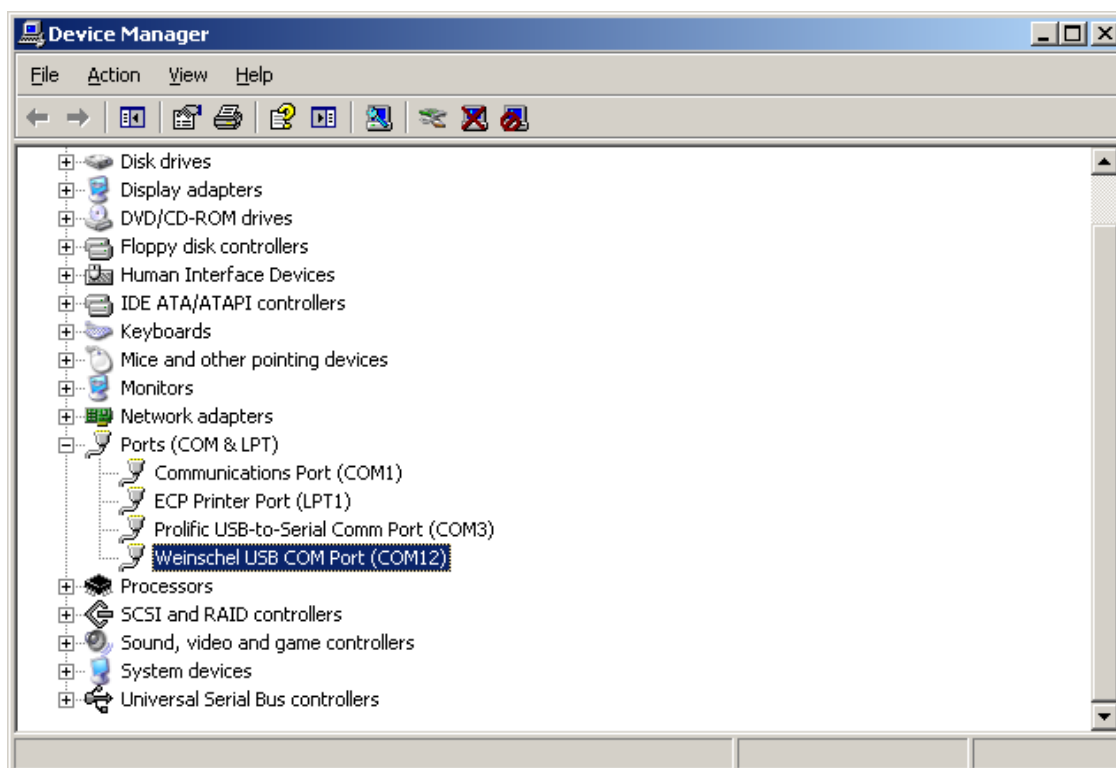 Device Manager
File Action View Help
Disk drives
Display adapters
DVD/CD-ROM drives
Floppy disk controllers
Human Interface Devices
IDE ATA/ATAPI controllers
Keyboards
Mice and other pointing devices
Monitors
Network adapters
Ports (COM & LPT)
Communications Port (COM1)
ECP Printer Port (LPT1)
Prolific USB-to-Serial Comm Port (COM3)
Weinschel USB COM Port (COM12)
Processors
SCSI and RAID controllers
Sound, video and game controllers
System devices
Universal Serial Bus controllers